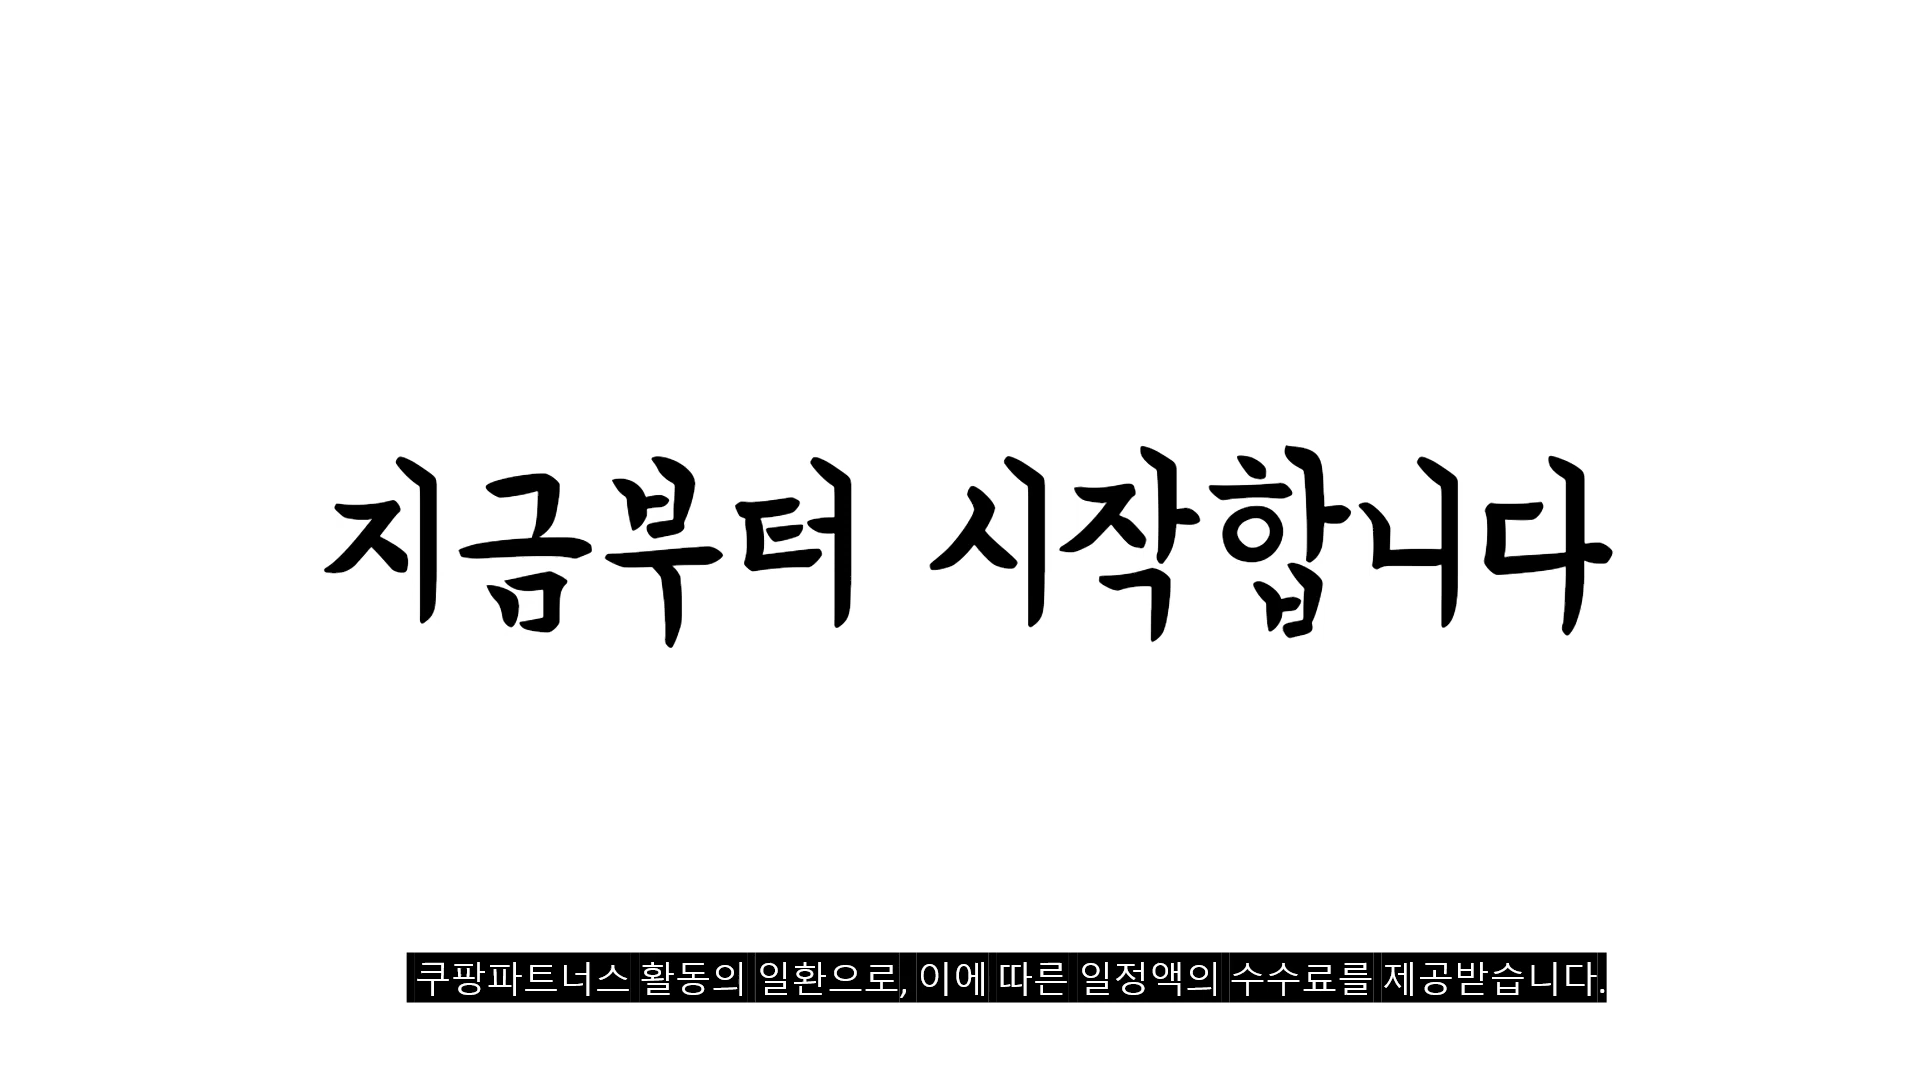 지금부터 시작합니다
쿠팡파트너스 활동의 일환으로, 이에 따른 일정액의 수수료를 제공받습니다.